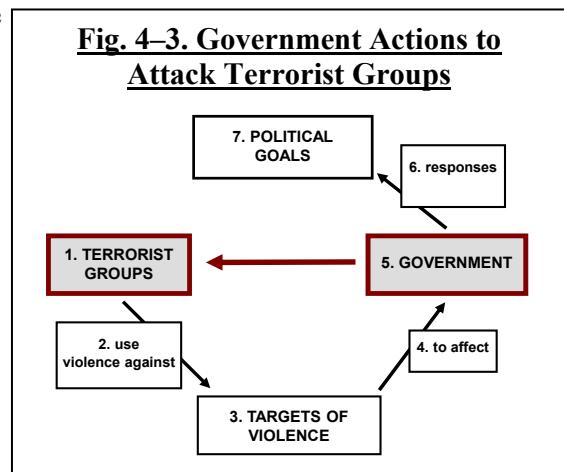 Fig. 4–3. Government Actions to
Attack Terrorist Groups
7. POLITICAL
GOALS
6. responses
1. TERRORIST
GROUPS
5. GOVERNMENT
2. use
violence against
4. to affect
3. TARGETS OF
VIOLENCE